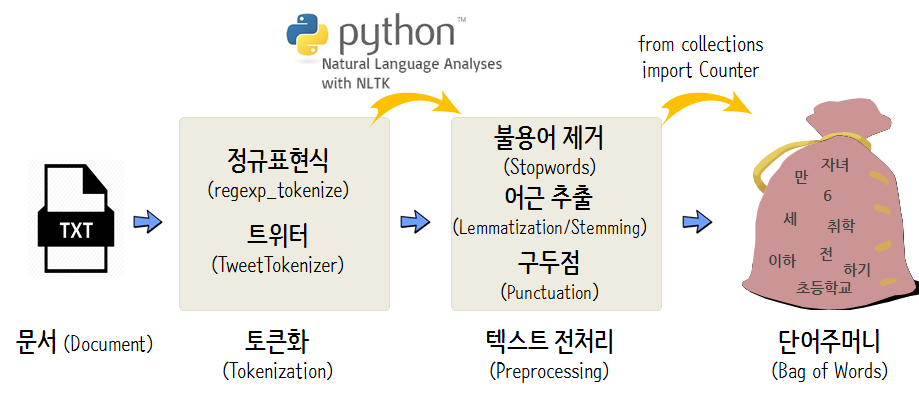 python™
Natural Language Analyses
with NLTK
from collections
import Counter
TXT
문서 (Document)
정규표현식
(regexp_tokenize)
트위터
(TweetTokenizer)
토큰화
(Tokenization)
불용어 제거
(Stopwords)
어근 추출
(Lemmatization/Stemming)
구두점
(Punctuation)
텍스트 전처리
(Preprocessing)
만 자녀
6
세 취학
이하 전 하기
초등학교
단어주머니
(Bag of Words)